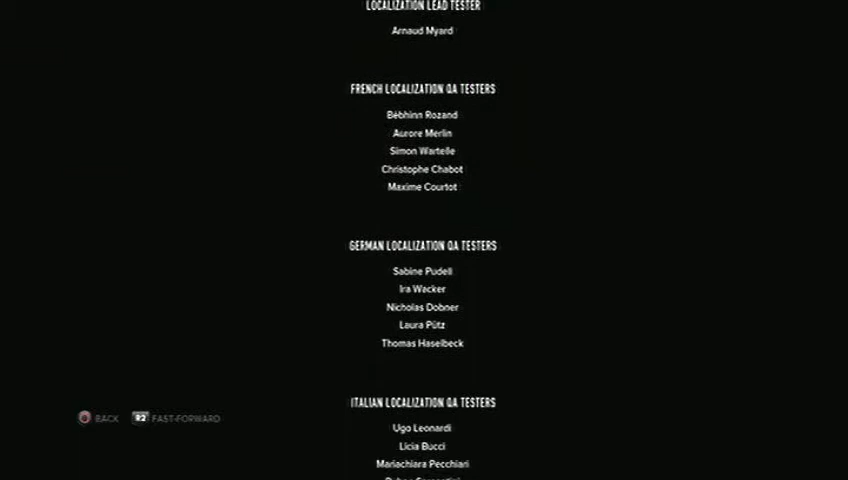 LOCALIZATION LEAD TESTER
Arnaud Myard
FRENCH LOCALIZATION QA TESTERS
Bébhinn Rozand
Aurore Merlin
Simon Wartelle
Christophe Chabot
Maxime Courtot
GERMAN LOCALIZATION QA TESTERS
Sabine Pudell
Ira Wacker
Nicholas Dobner
Laura Pütz
Thomas Haselbeck
ITALIAN LOCALIZATION QA TESTERS
BACK R2 FAST-FORWARD
Ugo Leonardi
Licia Bucci
Mariachiara Pecchiari